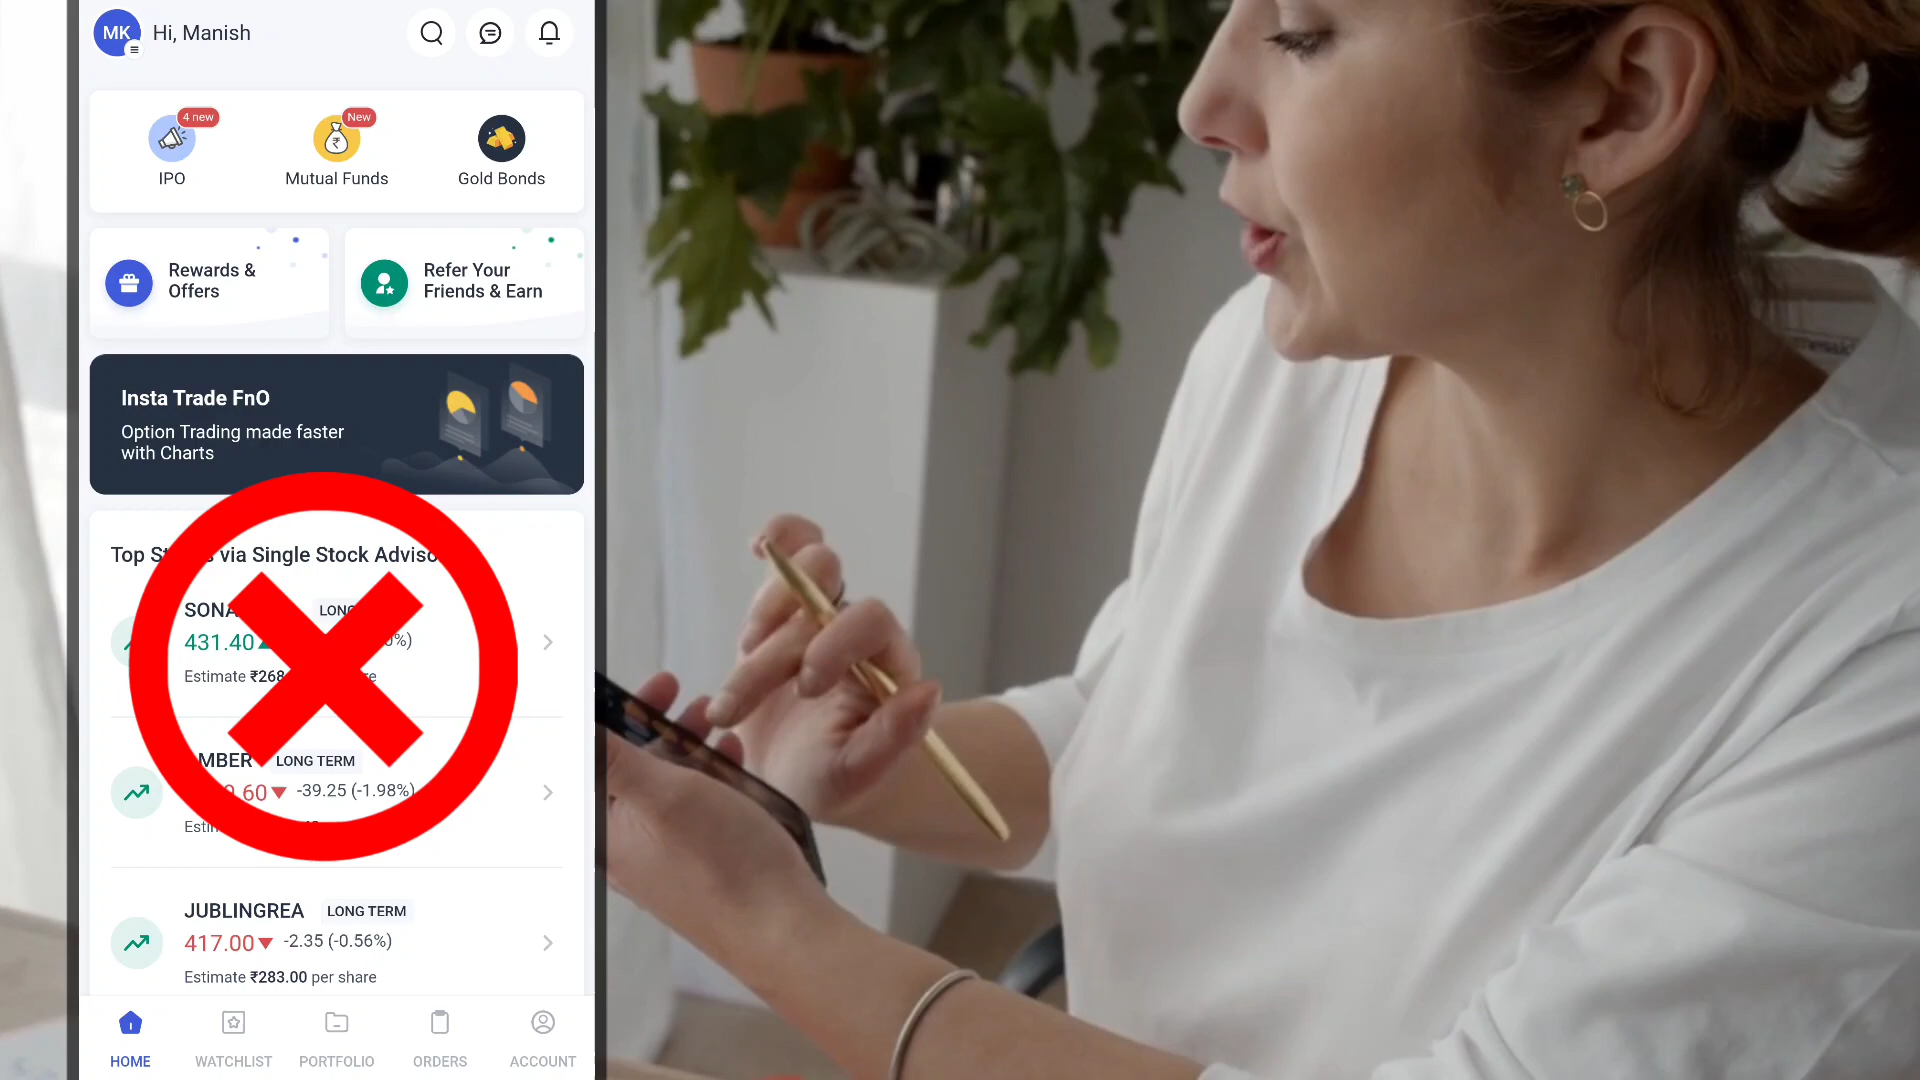 MK
Hi, Manish
4 new
New
IPO
Mutual Funds
Gold Bonds
Rewards &
Offers
Refer Your
Friends & Earn
Insta Trade FnO
Option Trading made faster
with Charts
Top via Single Stock
LONG
431.40
Estimate ₹268
LONG TERM
-39.25 (-1.98%)
JUBLINGREA
LONG TERM
417.00
-2.35 (-0.56%)
Estimate ₹283.00 per share
HOME
WATCHLIST
PORTFOLIO
ORDERS
ACCOUNT